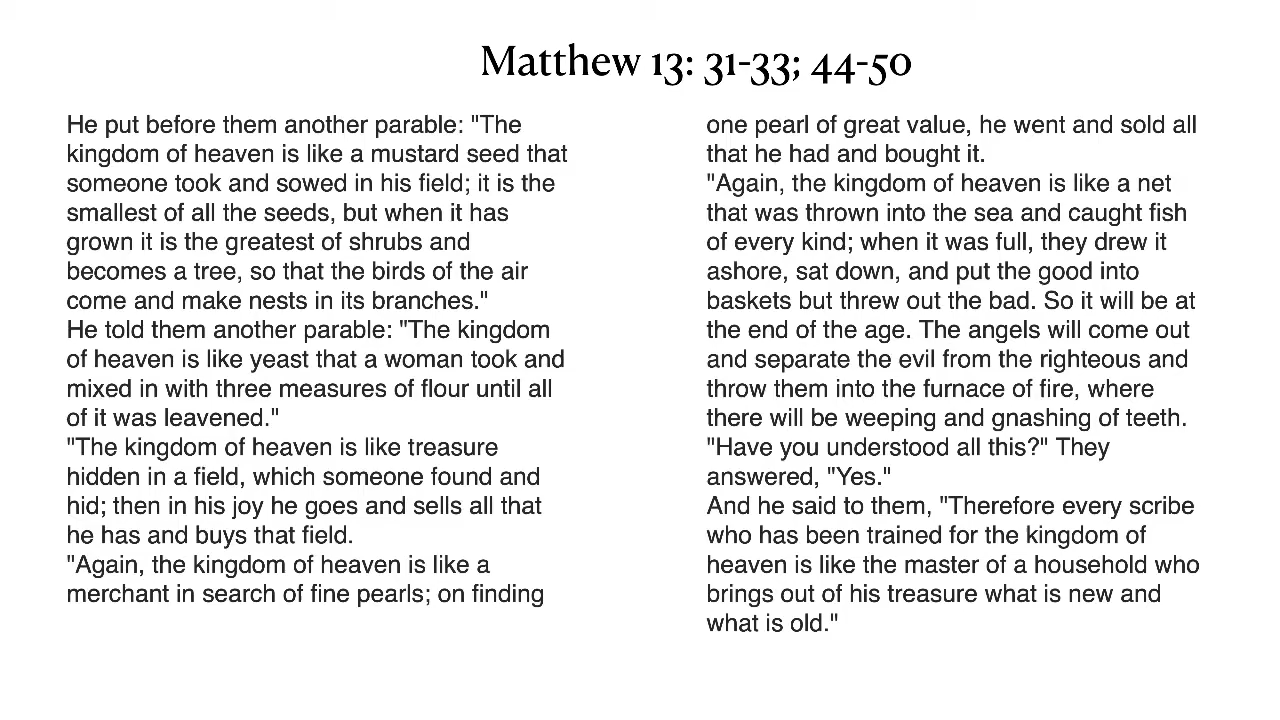 Matthew 13: 31-33; 44-50
He put before them another parable: "The
kingdom of heaven is like a mustard seed that
someone took and sowed in his field; it is the
smallest of all the seeds, but when it has
grown it is the greatest of shrubs and
becomes a tree, so that the birds of the air
come and make nests in its branches."
He told them another parable: "The kingdom
of heaven is like yeast that a woman took and
mixed in with three measures of flour until all
of it was leavened."
"The kingdom of heaven is like treasure
hidden in a field, which someone found and
hid; then in his joy he goes and sells all that
he has and buys that field.
"Again, the kingdom of heaven is like a
merchant in search of fine pearls; on finding
one pearl of great value, he went and sold all
that he had and bought it.
"Again, the kingdom of heaven is like a net
that was thrown into the sea and caught fish
of every kind; when it was full, they drew it
ashore, sat down, and put the good into
baskets but threw out the bad. So it will be at
the end of the age. The angels will come out
and separate the evil from the righteous and
throw them into the furnace of fire, where
there will be weeping and gnashing of teeth.
"Have you understood all this?" They
answered, "Yes."
And he said to them, "Therefore every scribe
who has been trained for the kingdom of
heaven is like the master of a household who
brings out of his treasure what is new and
what is old."